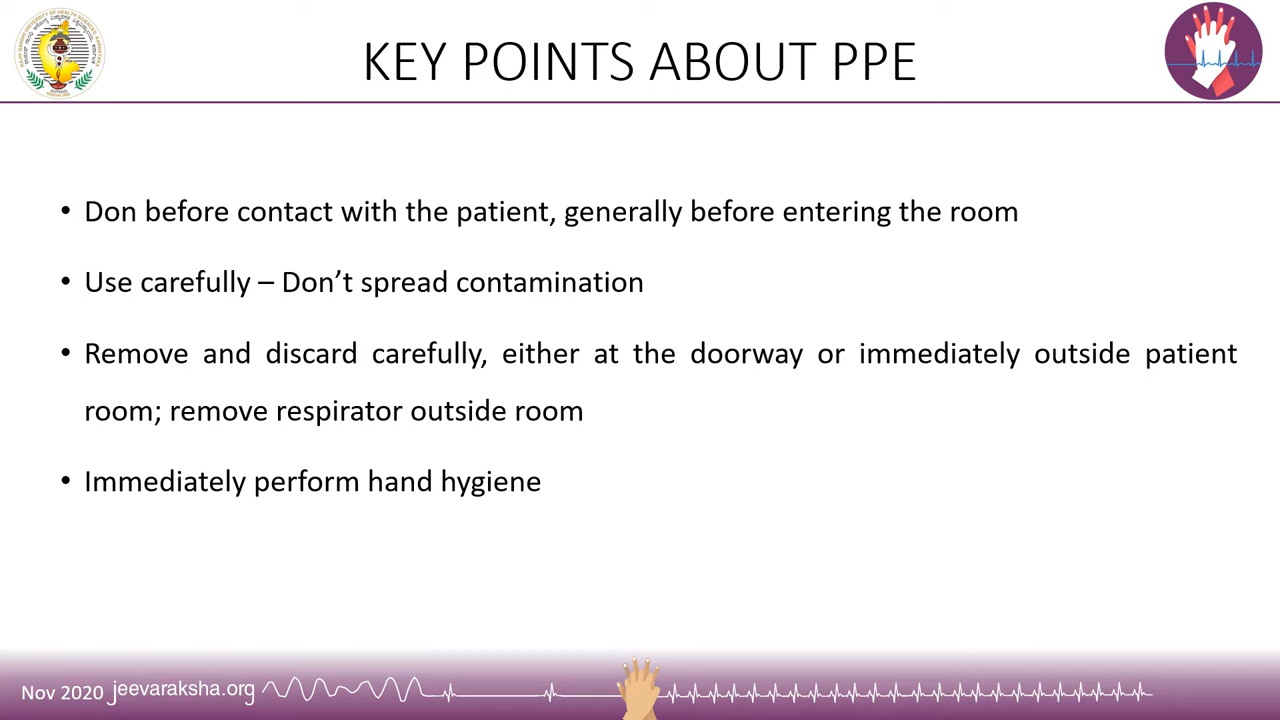 KEY POINTS ABOUT PPE
• Don before contact with the patient, generally before entering the room
• Use carefully – Don’t spread contamination
• Remove and discard carefully, either at the doorway or immediately outside patient
room; remove respirator outside room
• Immediately perform hand hygiene
Nov 2020 jeevaraksha.org